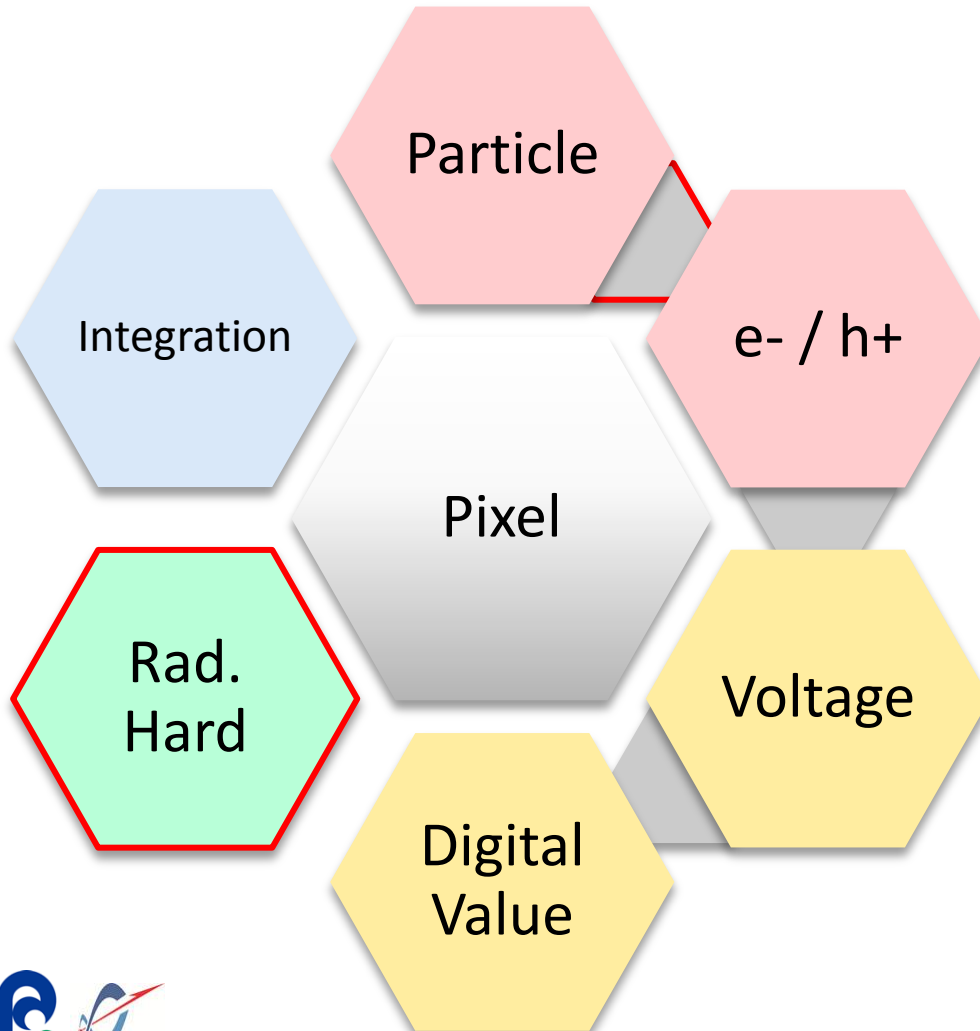 Particle
Integration
e- / h+
Pixel
Rad.
Hard
Voltage
Digital
Value